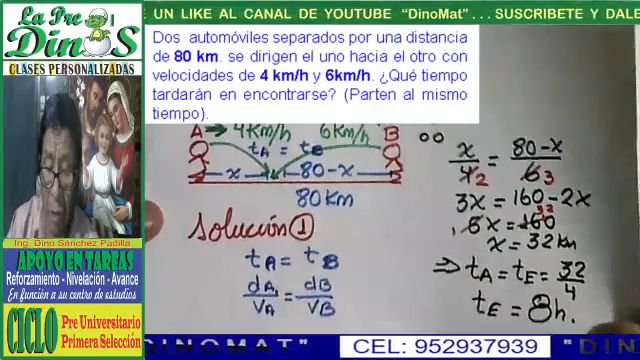 La Pre
DinoS
CLASES PERSONALIZADAS
E UN LIKE AL CANAL DE YOUTUBE "DinoMat"... SUSCRIBETE Y DALE
Dos automóviles separados por una distancia
de 80 km. se dirigen el uno hacia el otro con
velocidades de 4 km/h y 6km/h. ¿Qué tiempo
tardarán en encontrarse? (Parten al mismo
tiempo).
A → 4Km/h 6Km/h B
tA = tB
x 80-x
80Km
Solución ①
tA = tB
dA/VA = dB/VB
x/4 2 = 80-x/6 3
3x = 160-2x
5x = 160 32
x = 32 km
⇒ tA = tE = 32/4
tE = 8h.
Ing. Dino Sánchez Padilla
APOYO EN TAREAS
Reforzamiento - Nivelación - Avance
En función a su centro de estudios
CICLO Pre Universitario
Primera Selección
DINOMAT" CEL: 952937939 "DIN